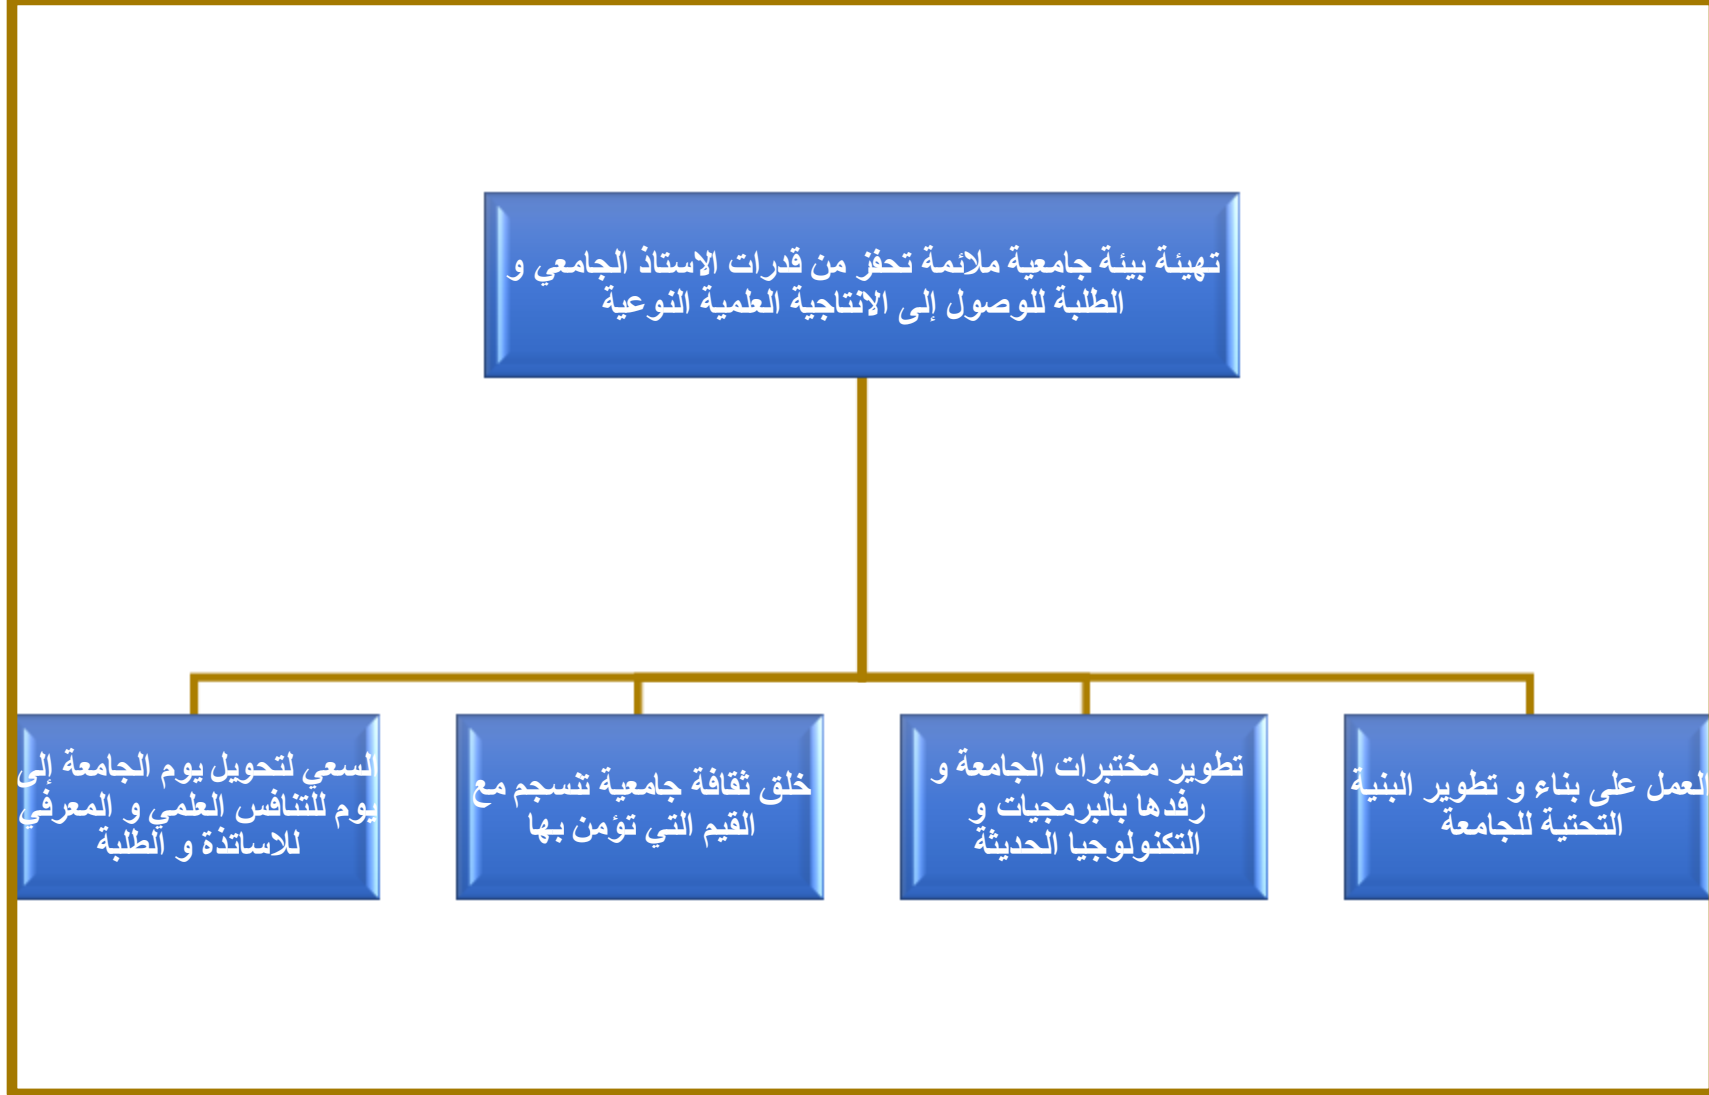 تهيئة بيئة جامعية ملائمة تحفز من قدرات الاستاذ الجامعي و
الطلبة للوصول إلى الانتاجية العلمية النوعية
العمل على بناء و تطوير البنية
التحتية للجامعة
تطوير مختبرات الجامعة و
رفدها بالبرمجيات و
التكنولوجيا الحديثة
خلق ثقافة جامعية تنسجم مع
القيم التي تؤمن بها
السعي لتحويل يوم الجامعة إلى
يوم للتنافس العلمي و المعرفي
للاساتذة و الطلبة